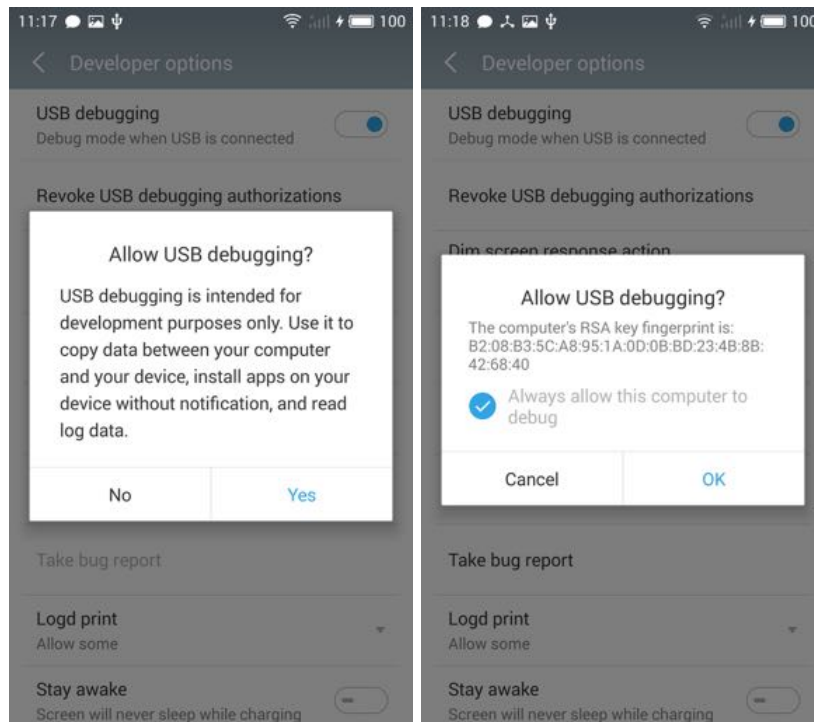 11:17 100
Developer options
USB debugging
Debug mode when USB is connected
Revoke USB debugging authorizations
Allow USB debugging?
USB debugging is intended for
development purposes only. Use it to
copy data between your computer
and your device, install apps on your
device without notification, and read
log data.
No Yes
Take bug report
Logd print
Allow some
Stay awake
Screen will never sleep while charging
11:18 100
Developer options
USB debugging
Debug mode when USB is connected
Revoke USB debugging authorizations
Dim screen response action
Allow USB debugging?
The computer's RSA key fingerprint is:
B2:08:B3:5C:A8:95:1A:0D:0B:BD:23:4B:8B:
42:68:40
Always allow this computer to
debug
Cancel OK
Take bug report
Logd print
Allow some
Stay awake
Screen will never sleep while charging